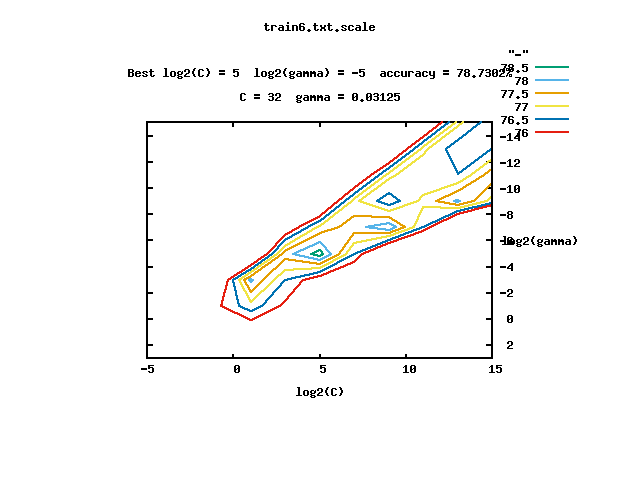 train6.txt.scale
"-"
Best log2(C) = 5 log2(gamma) = -5 accuracy = 78.7302%
78.5
78
77.5
C = 32 gamma = 0.03125
77
76.5
76
-14
-12
-10
-8
-6
log2(gamma)
-4
-2
0
2
-5 0 5 10 15
log2(C)